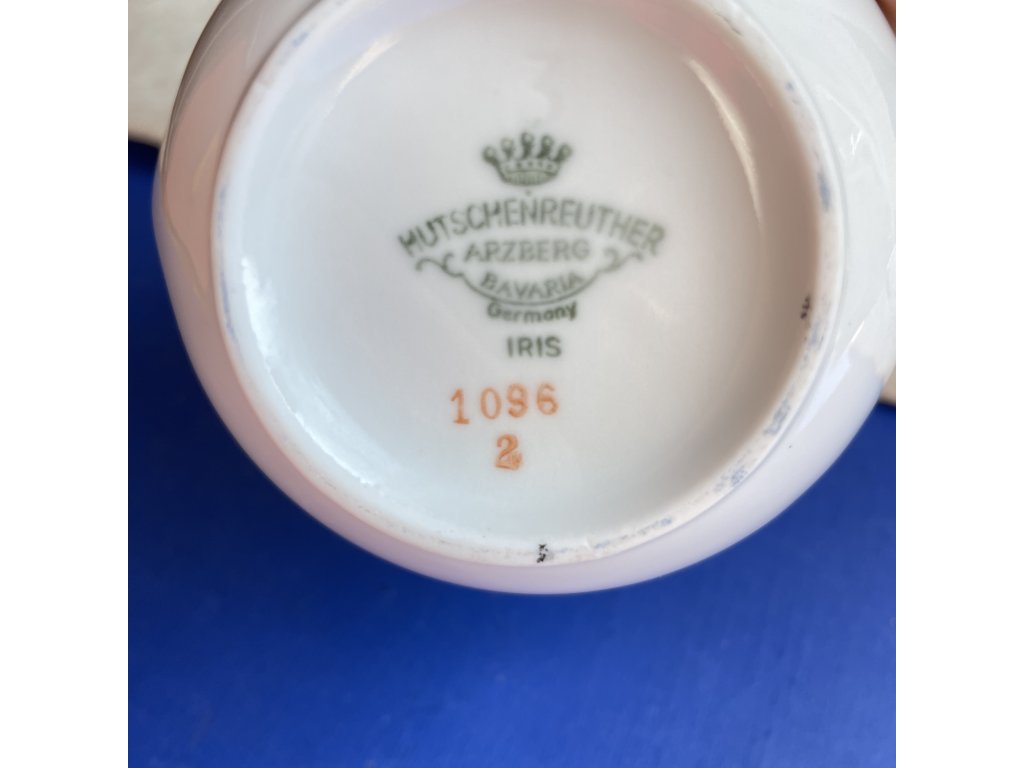 HUTSCHENREUTHER
ARZBERG
BAVARIA
Germany
IRIS
1096
2